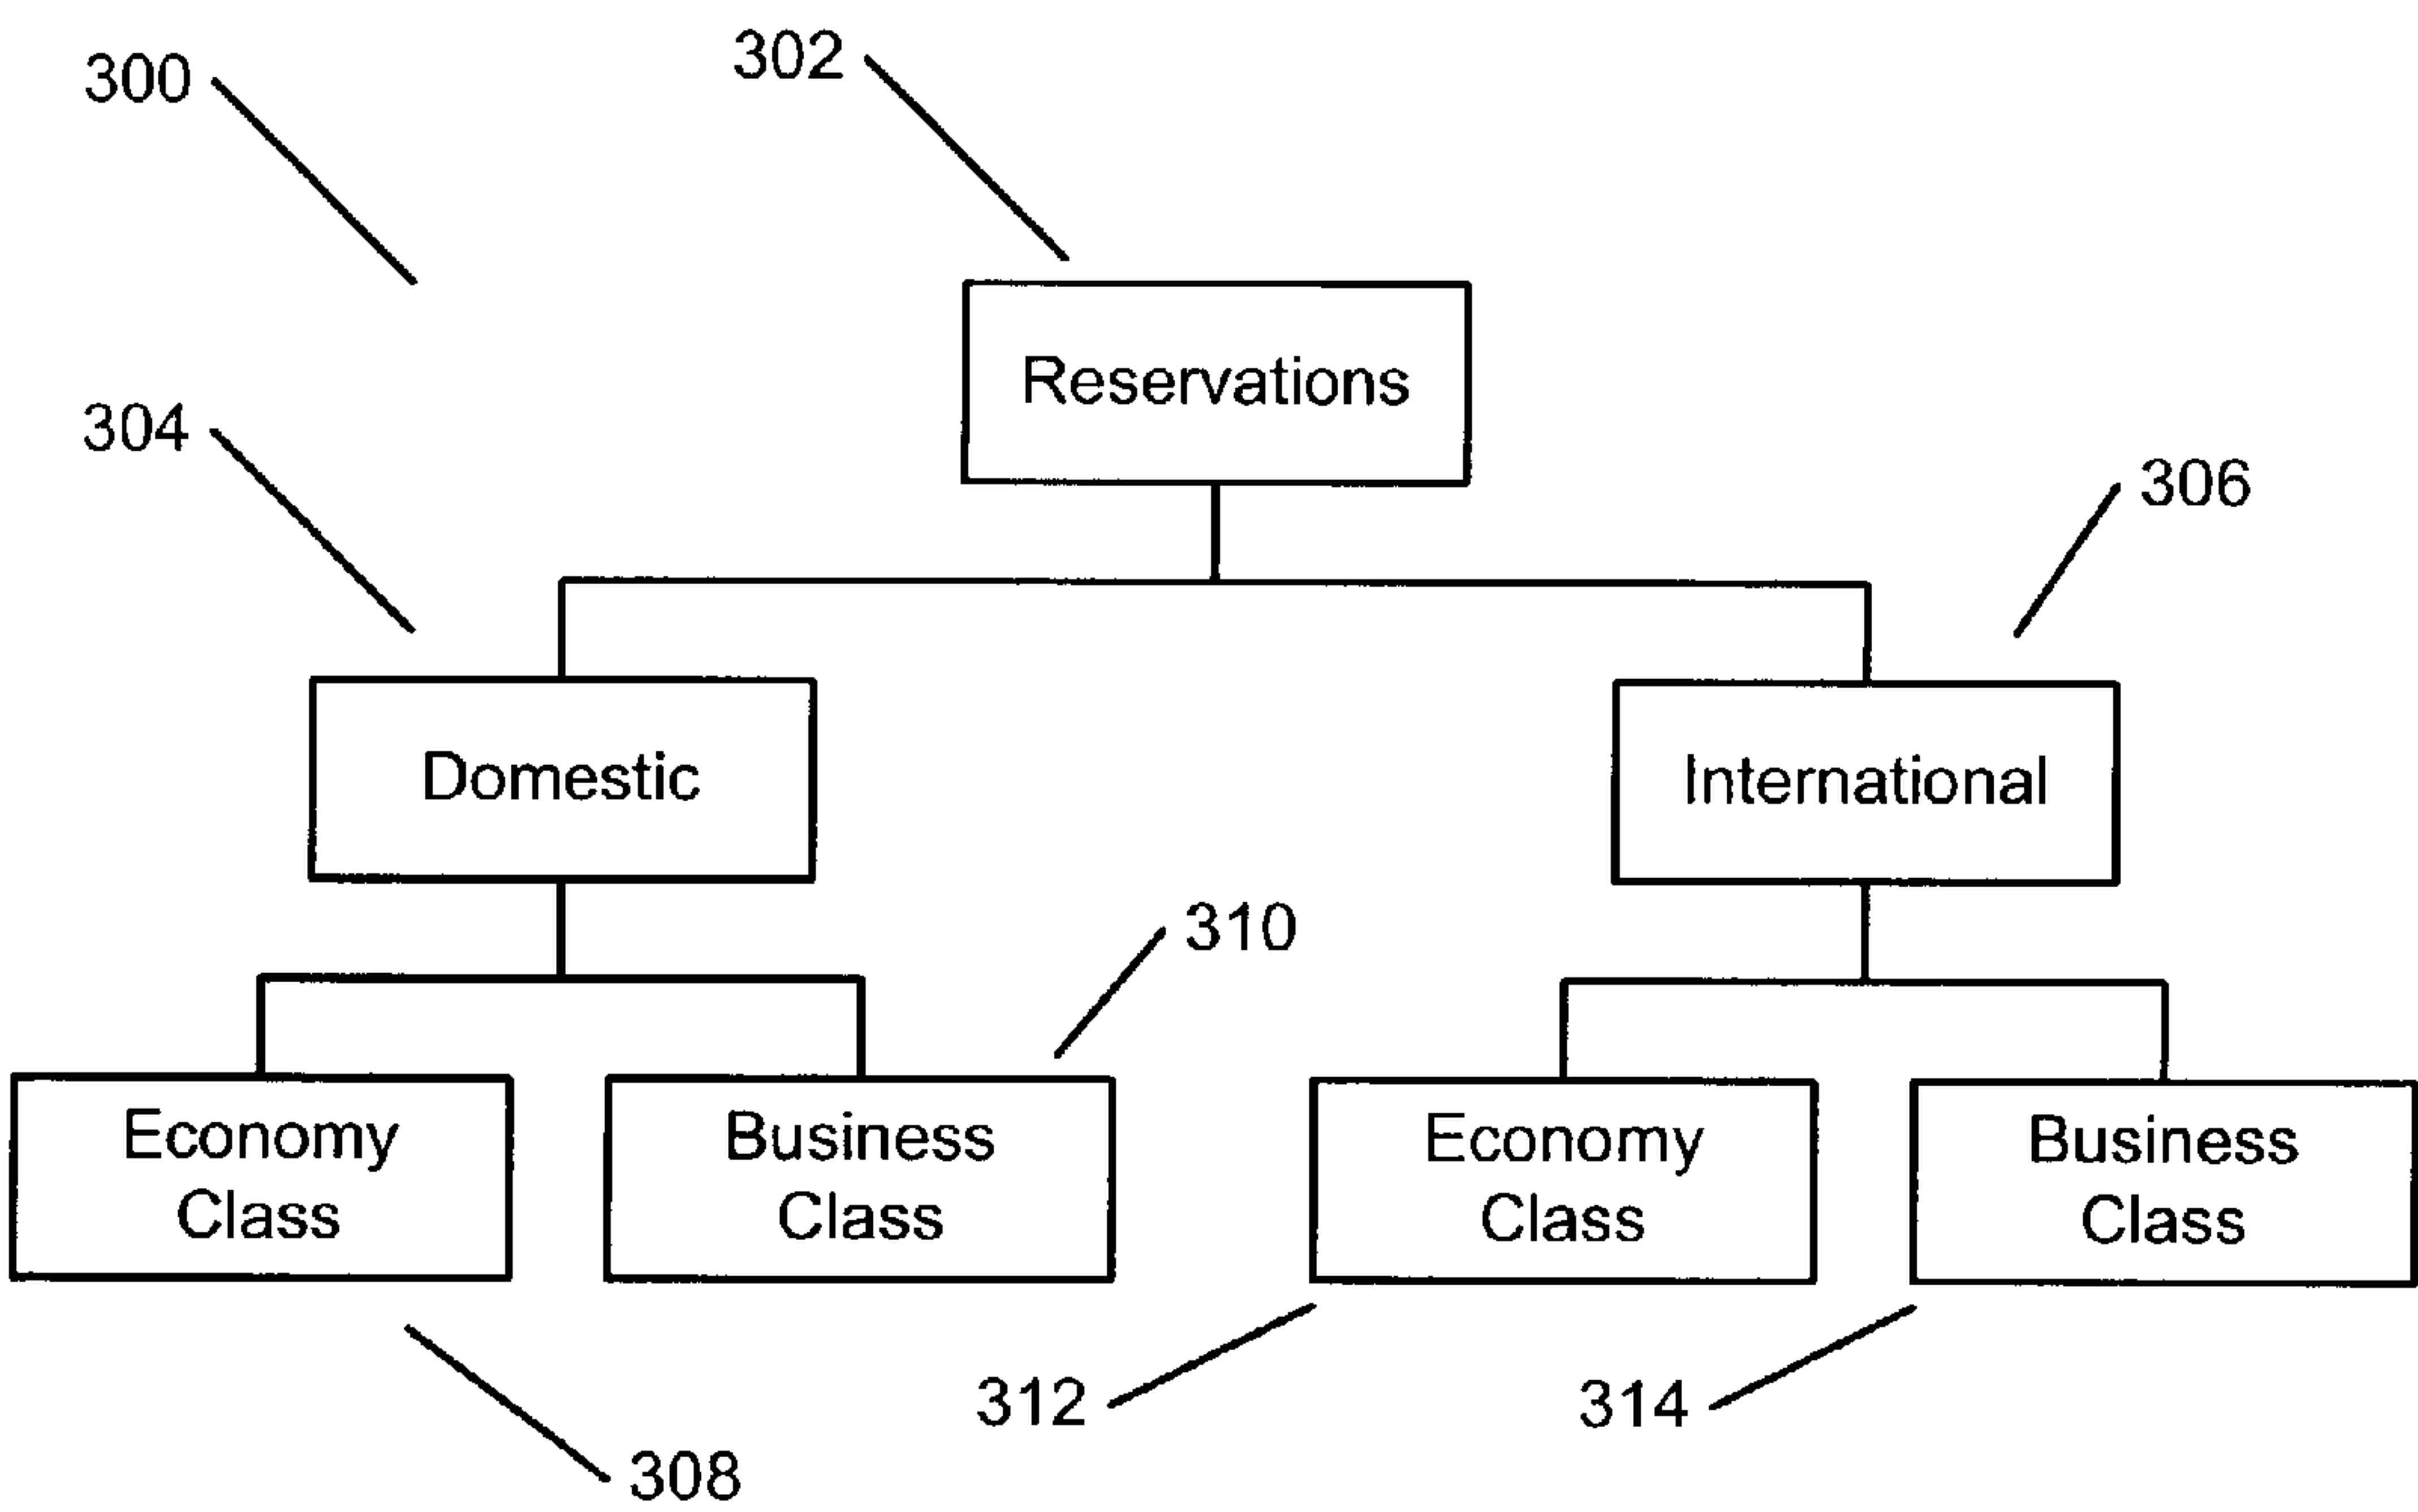 300
302
Reservations
304
306
Domestic
International
310
Economy
Class
Business
Class
Economy
Class
Business
Class
312
314
308